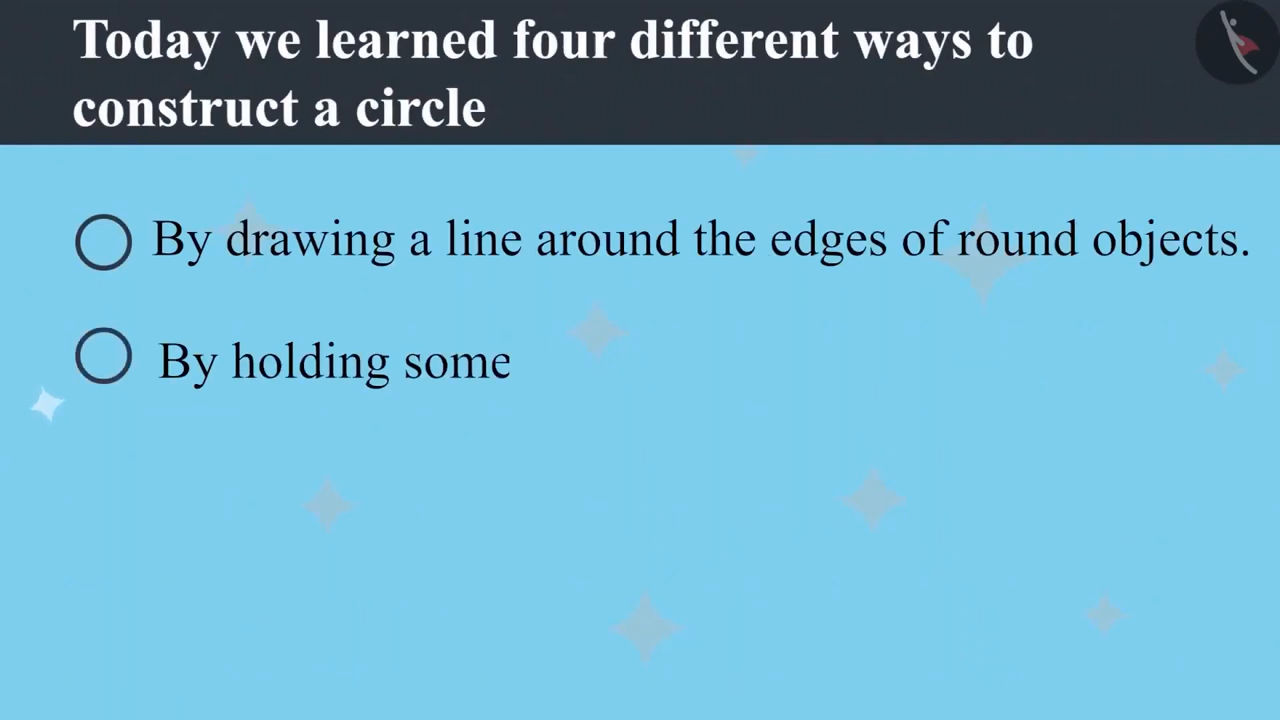 Today we learned four different ways to
construct a circle
By drawing a line around the edges of round objects.
By holding some